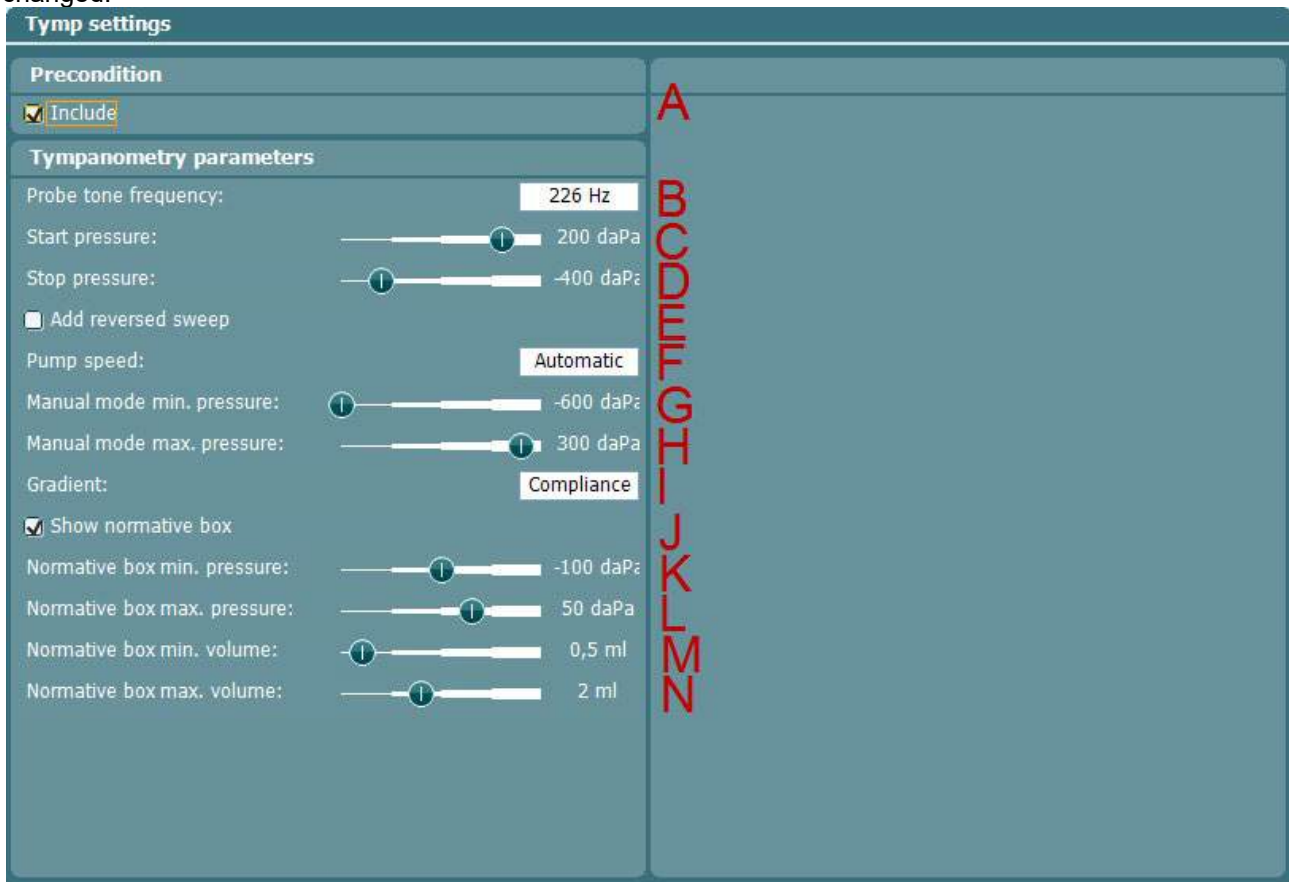 changed.
Tymp settings
Precondition
Include A
Tympanometry parameters
Probe tone frequency: 226 Hz B
Start pressure: 200 daPa C
Stop pressure: -400 daPa D
Add reversed sweep E
Pump speed: Automatic F
Manual mode min. pressure: -600 daPa G
Manual mode max. pressure: 300 daPa H
Gradient: Compliance I
Show normative box J
Normative box min. pressure: -100 daPa K
Normative box max. pressure: 50 daPa L
Normative box min. volume: 0,5 ml M
Normative box max. volume: 2 ml N